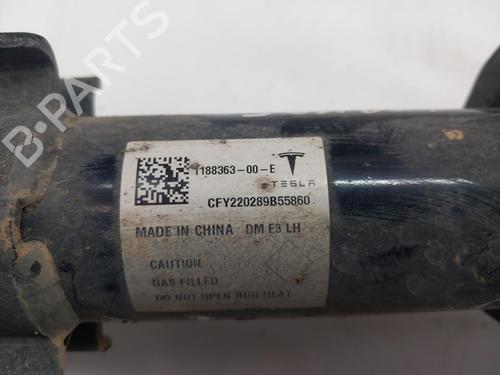 1188363-00-E
TESLA
CFY220289B55860
MADE IN CHINA DM E3 LH
CAUTION
GAS FILLED
DO NOT OPEN NOR HEAT
B-PARTS